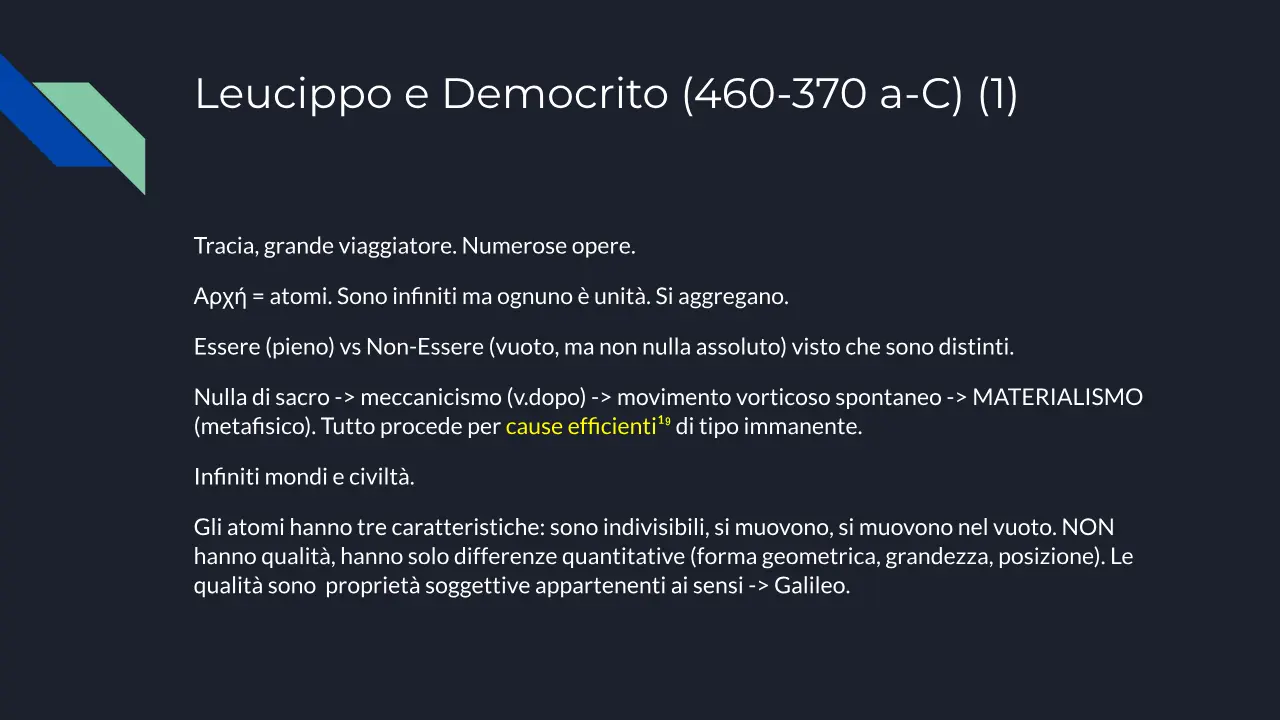 Leucippo e Democrito (460-370 a-C) (1)
Tracia, grande viaggiatore. Numerose opere.
Αρχή = atomi. Sono infiniti ma ognuno è unità. Si aggregano.
Essere (pieno) vs Non-Essere (vuoto, ma non nulla assoluto) visto che sono distinti.
Nulla di sacro -> meccanicismo (v.dopo) -> movimento vorticoso spontaneo -> MATERIALISMO
(metafisico). Tutto procede per cause efficienti¹⁹ di tipo immanente.
Infiniti mondi e civiltà.
Gli atomi hanno tre caratteristiche: sono indivisibili, si muovono, si muovono nel vuoto. NON
hanno qualità, hanno solo differenze quantitative (forma geometrica, grandezza, posizione). Le
qualità sono  proprietà soggettive appartenenti ai sensi -> Galileo.